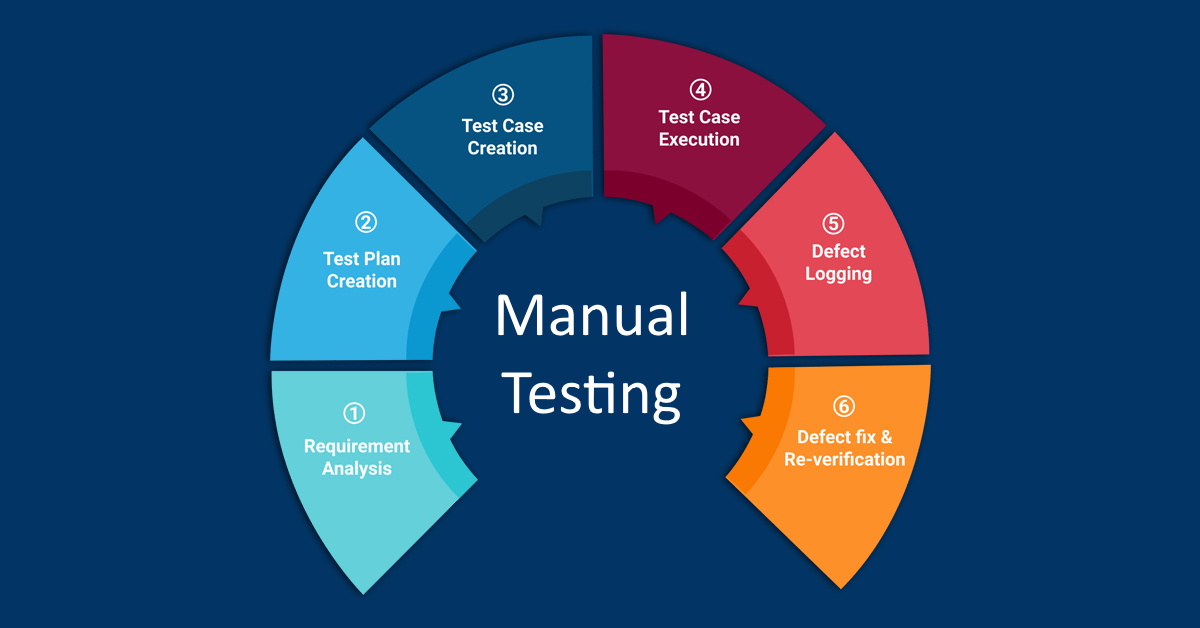 ①
Requirement
Analysis
②
Test Plan
Creation
③
Test Case
Creation
④
Test Case
Execution
⑤
Defect
Logging
⑥
Defect fix &
Re-verification
Manual
Testing